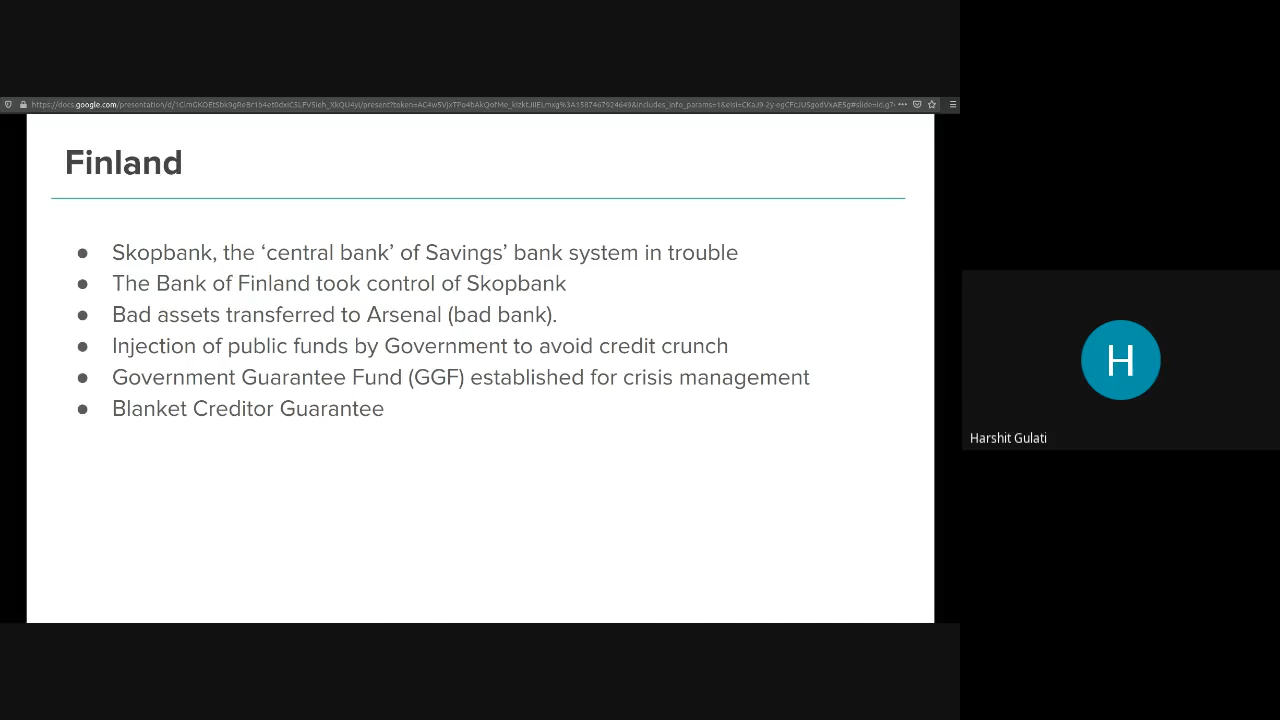 Finland
● Skopbank, the ‘central bank’ of Savings’ bank system in trouble
● The Bank of Finland took control of Skopbank
● Bad assets transferred to Arsenal (bad bank).
● Injection of public funds by Government to avoid credit crunch
● Government Guarantee Fund (GGF) established for crisis management
● Blanket Creditor Guarantee
H
Harshit Gulati